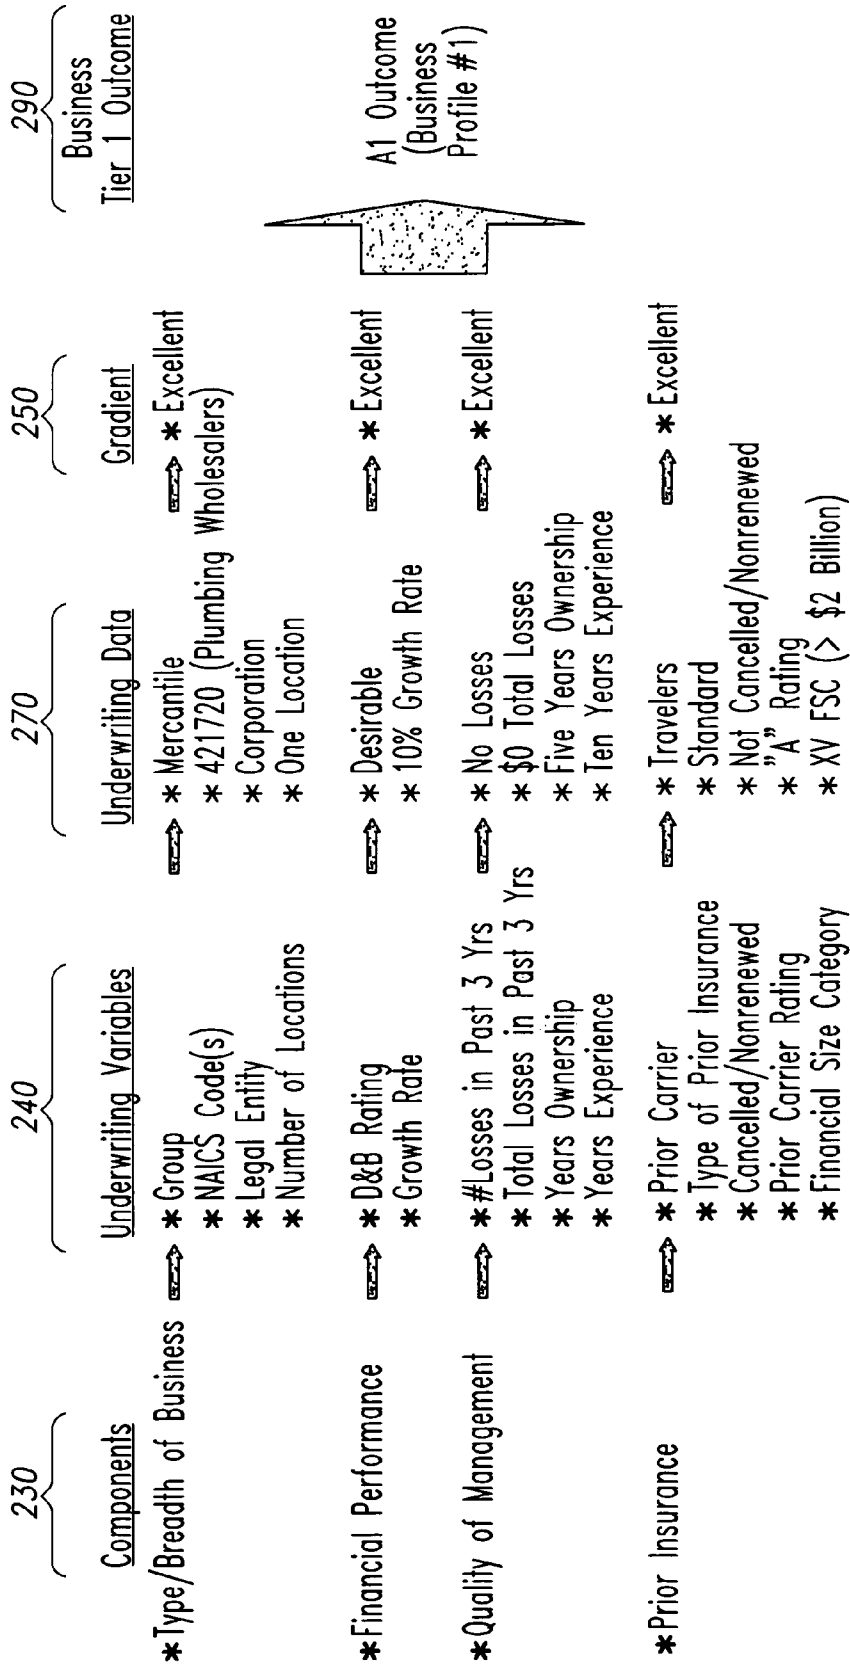 230
Components
*Type/Breadth of Business
*Financial Performance
*Quality of Management
*Prior Insurance
240
Underwriting Variables
* Group
* NAICS Code(s)
* Legal Entity
* Number of Locations
* D&B Rating
* Growth Rate
* #Losses in Past 3 Yrs
* Total Losses in Past 3 Yrs
* Years Ownership
* Years Experience
* Prior Carrier
* Type of Prior Insurance
* Cancelled/Nonrenewed
* Prior Carrier Rating
* Financial Size Category
270
Underwriting Data
* Mercantile
* 421720 (Plumbing Wholesalers)
* Corporation
* One Location
* Desirable
* 10% Growth Rate
* No Losses
* $0 Total Losses
* Five Years Ownership
* Ten Years Experience
* Travelers
* Standard
* Not Cancelled/Nonrenewed
* "A" Rating
* XV FSC (> $2 Billion)
250
Gradient
* Excellent
* Excellent
* Excellent
* Excellent
290
Business
Tier 1 Outcome
A1 Outcome
(Business
Profile #1)